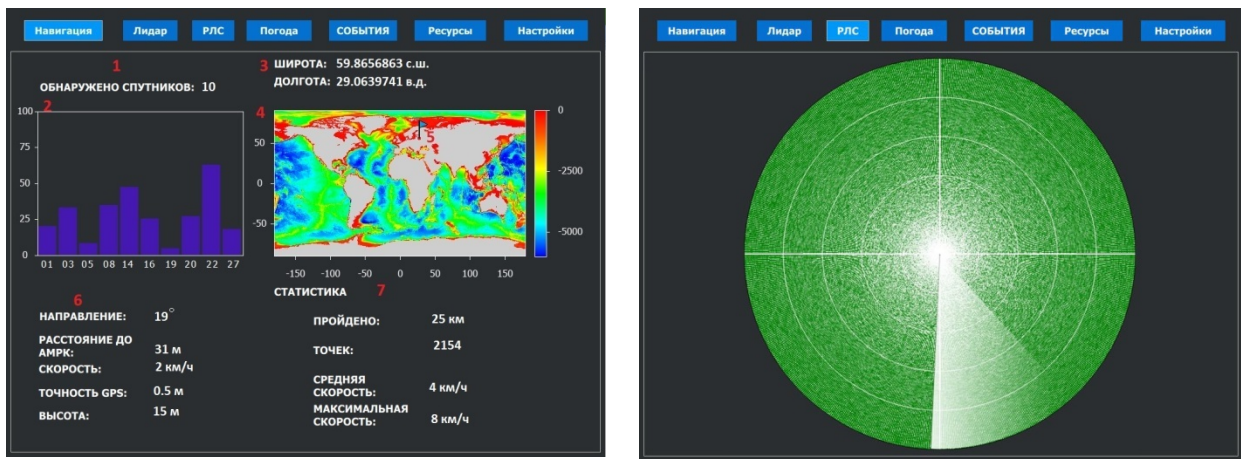 Навигация Лидар РЛС Погода СОБЫТИЯ Ресурсы Настройки
1
ОБНАРУЖЕНО СПУТНИКОВ: 10
2
100
75
50
25
0
01 03 05 08 14 16 19 20 22 27
3 ШИРОТА: 59.8656863 с.ш.
ДОЛГОТА: 29.0639741 в.д.
4
5
50
0
-50
-150 -100 -50 0 50 100 150
0
-2500
-5000
6
НАПРАВЛЕНИЕ: 19°
РАССТОЯНИЕ ДО
АМРК: 31 м
СКОРОСТЬ: 2 км/ч
ТОЧНОСТЬ GPS: 0.5 м
ВЫСОТА: 15 м
СТАТИСТИКА 7
ПРОЙДЕНО: 25 км
ТОЧЕК: 2154
СРЕДНЯЯ
СКОРОСТЬ: 4 км/ч
МАКСИМАЛЬНАЯ
СКОРОСТЬ: 8 км/ч
Навигация Лидар РЛС Погода СОБЫТИЯ Ресурсы Настройки